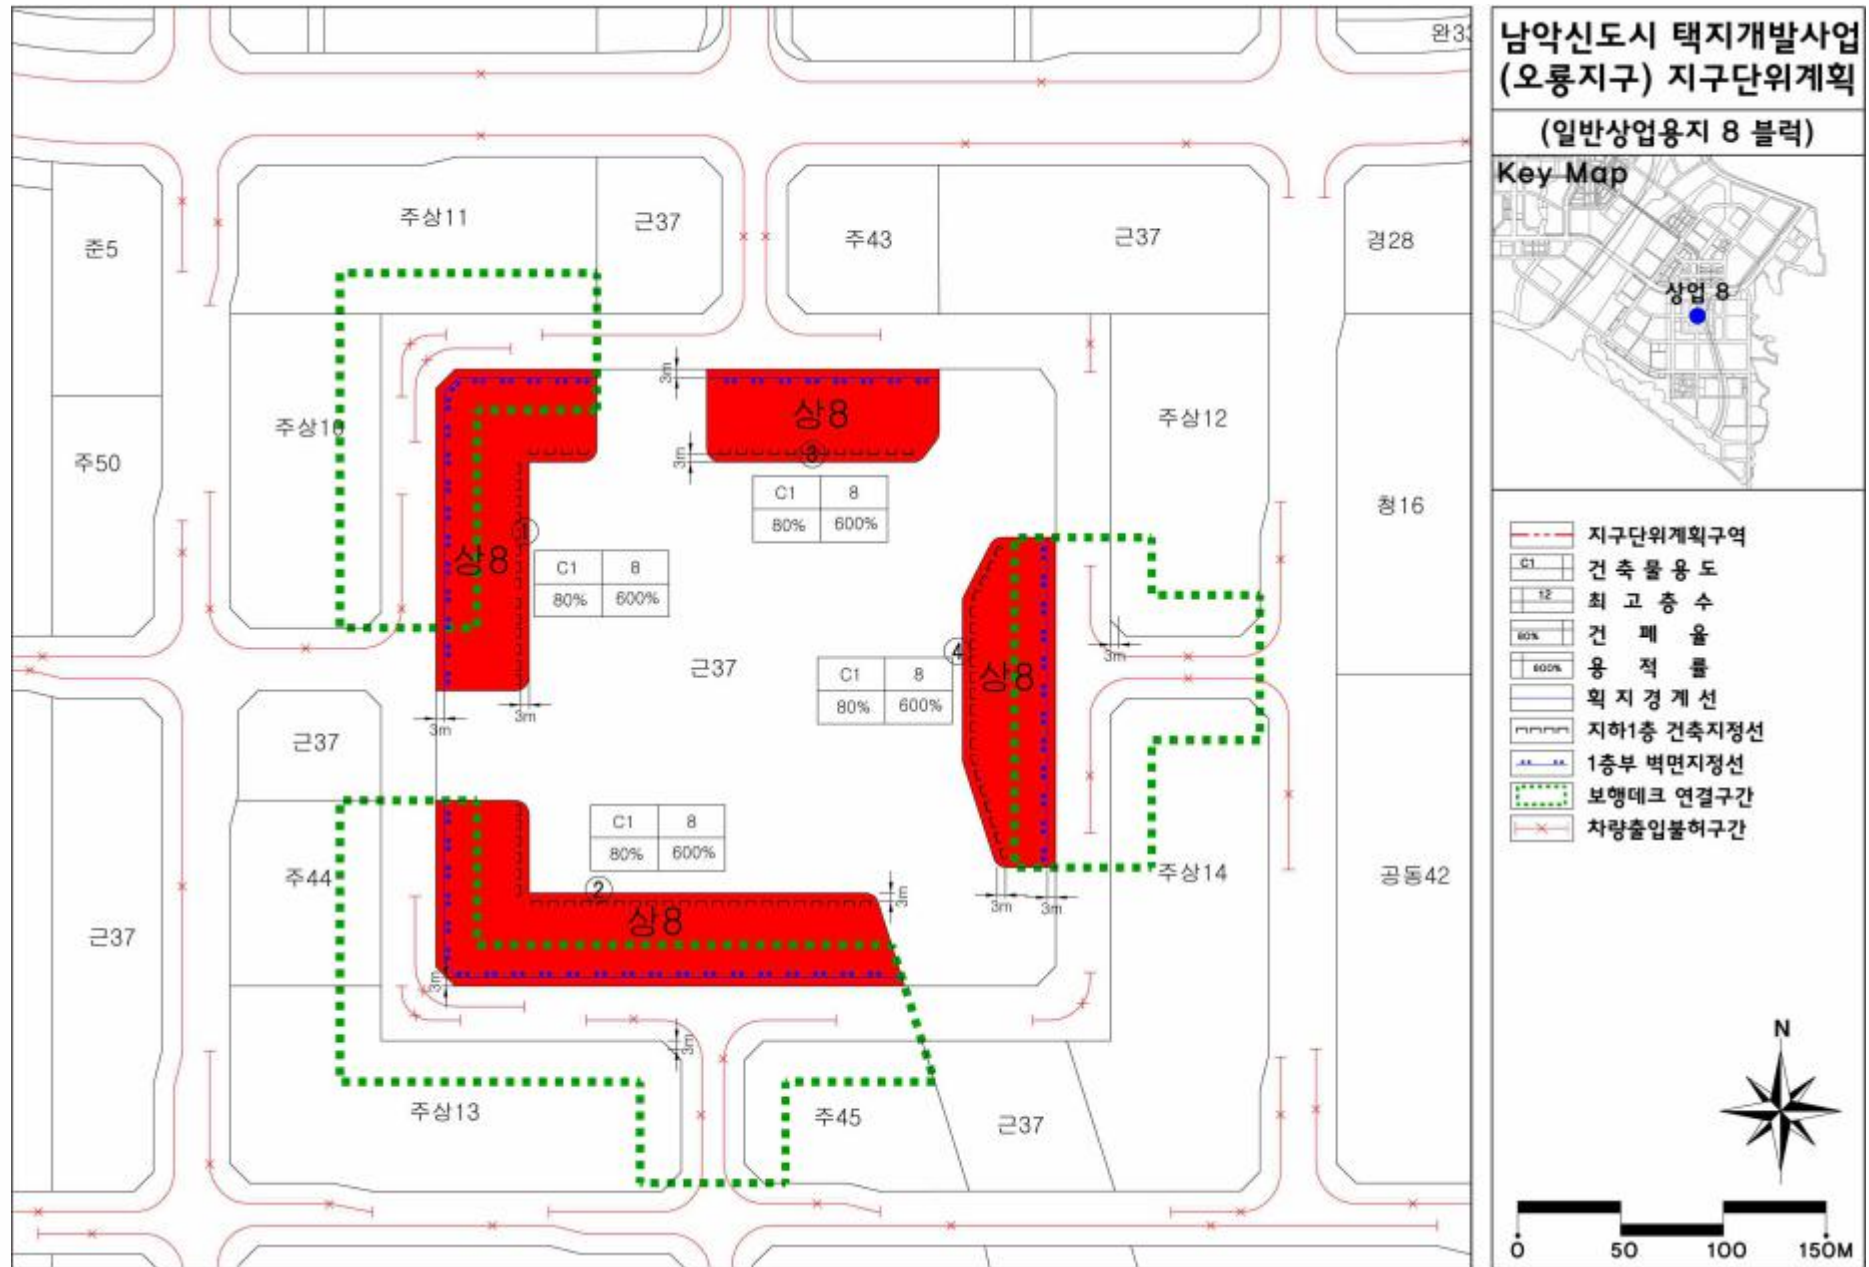 남악신도시 택지개발사업
(오룡지구) 지구단위계획
(일반상업용지 8 블럭)
Key Map
상업 8
지구단위계획구역
C1 건축물용도
12 최고층수
80% 건폐율
600% 용적률
획지경계선
지하1층 건축지정선
1층부 벽면지정선
보행데크 연결구간
차량출입불허구간
N
0 50 100 150M
완33
준5
주상11
근37
주43
근37
경28
주상10
주상12
주50
청16
3m
3m
상8
③
C1 8
80% 600%
상8
C1 8
80% 600%
3m
3m
근37
④
상8
C1 8
80% 600%
3m
3m
3m
근37
주44
C1 8
80% 600%
②
상8
3m
3m
3m
주상14
공동42
근37
주상13
주45
근37